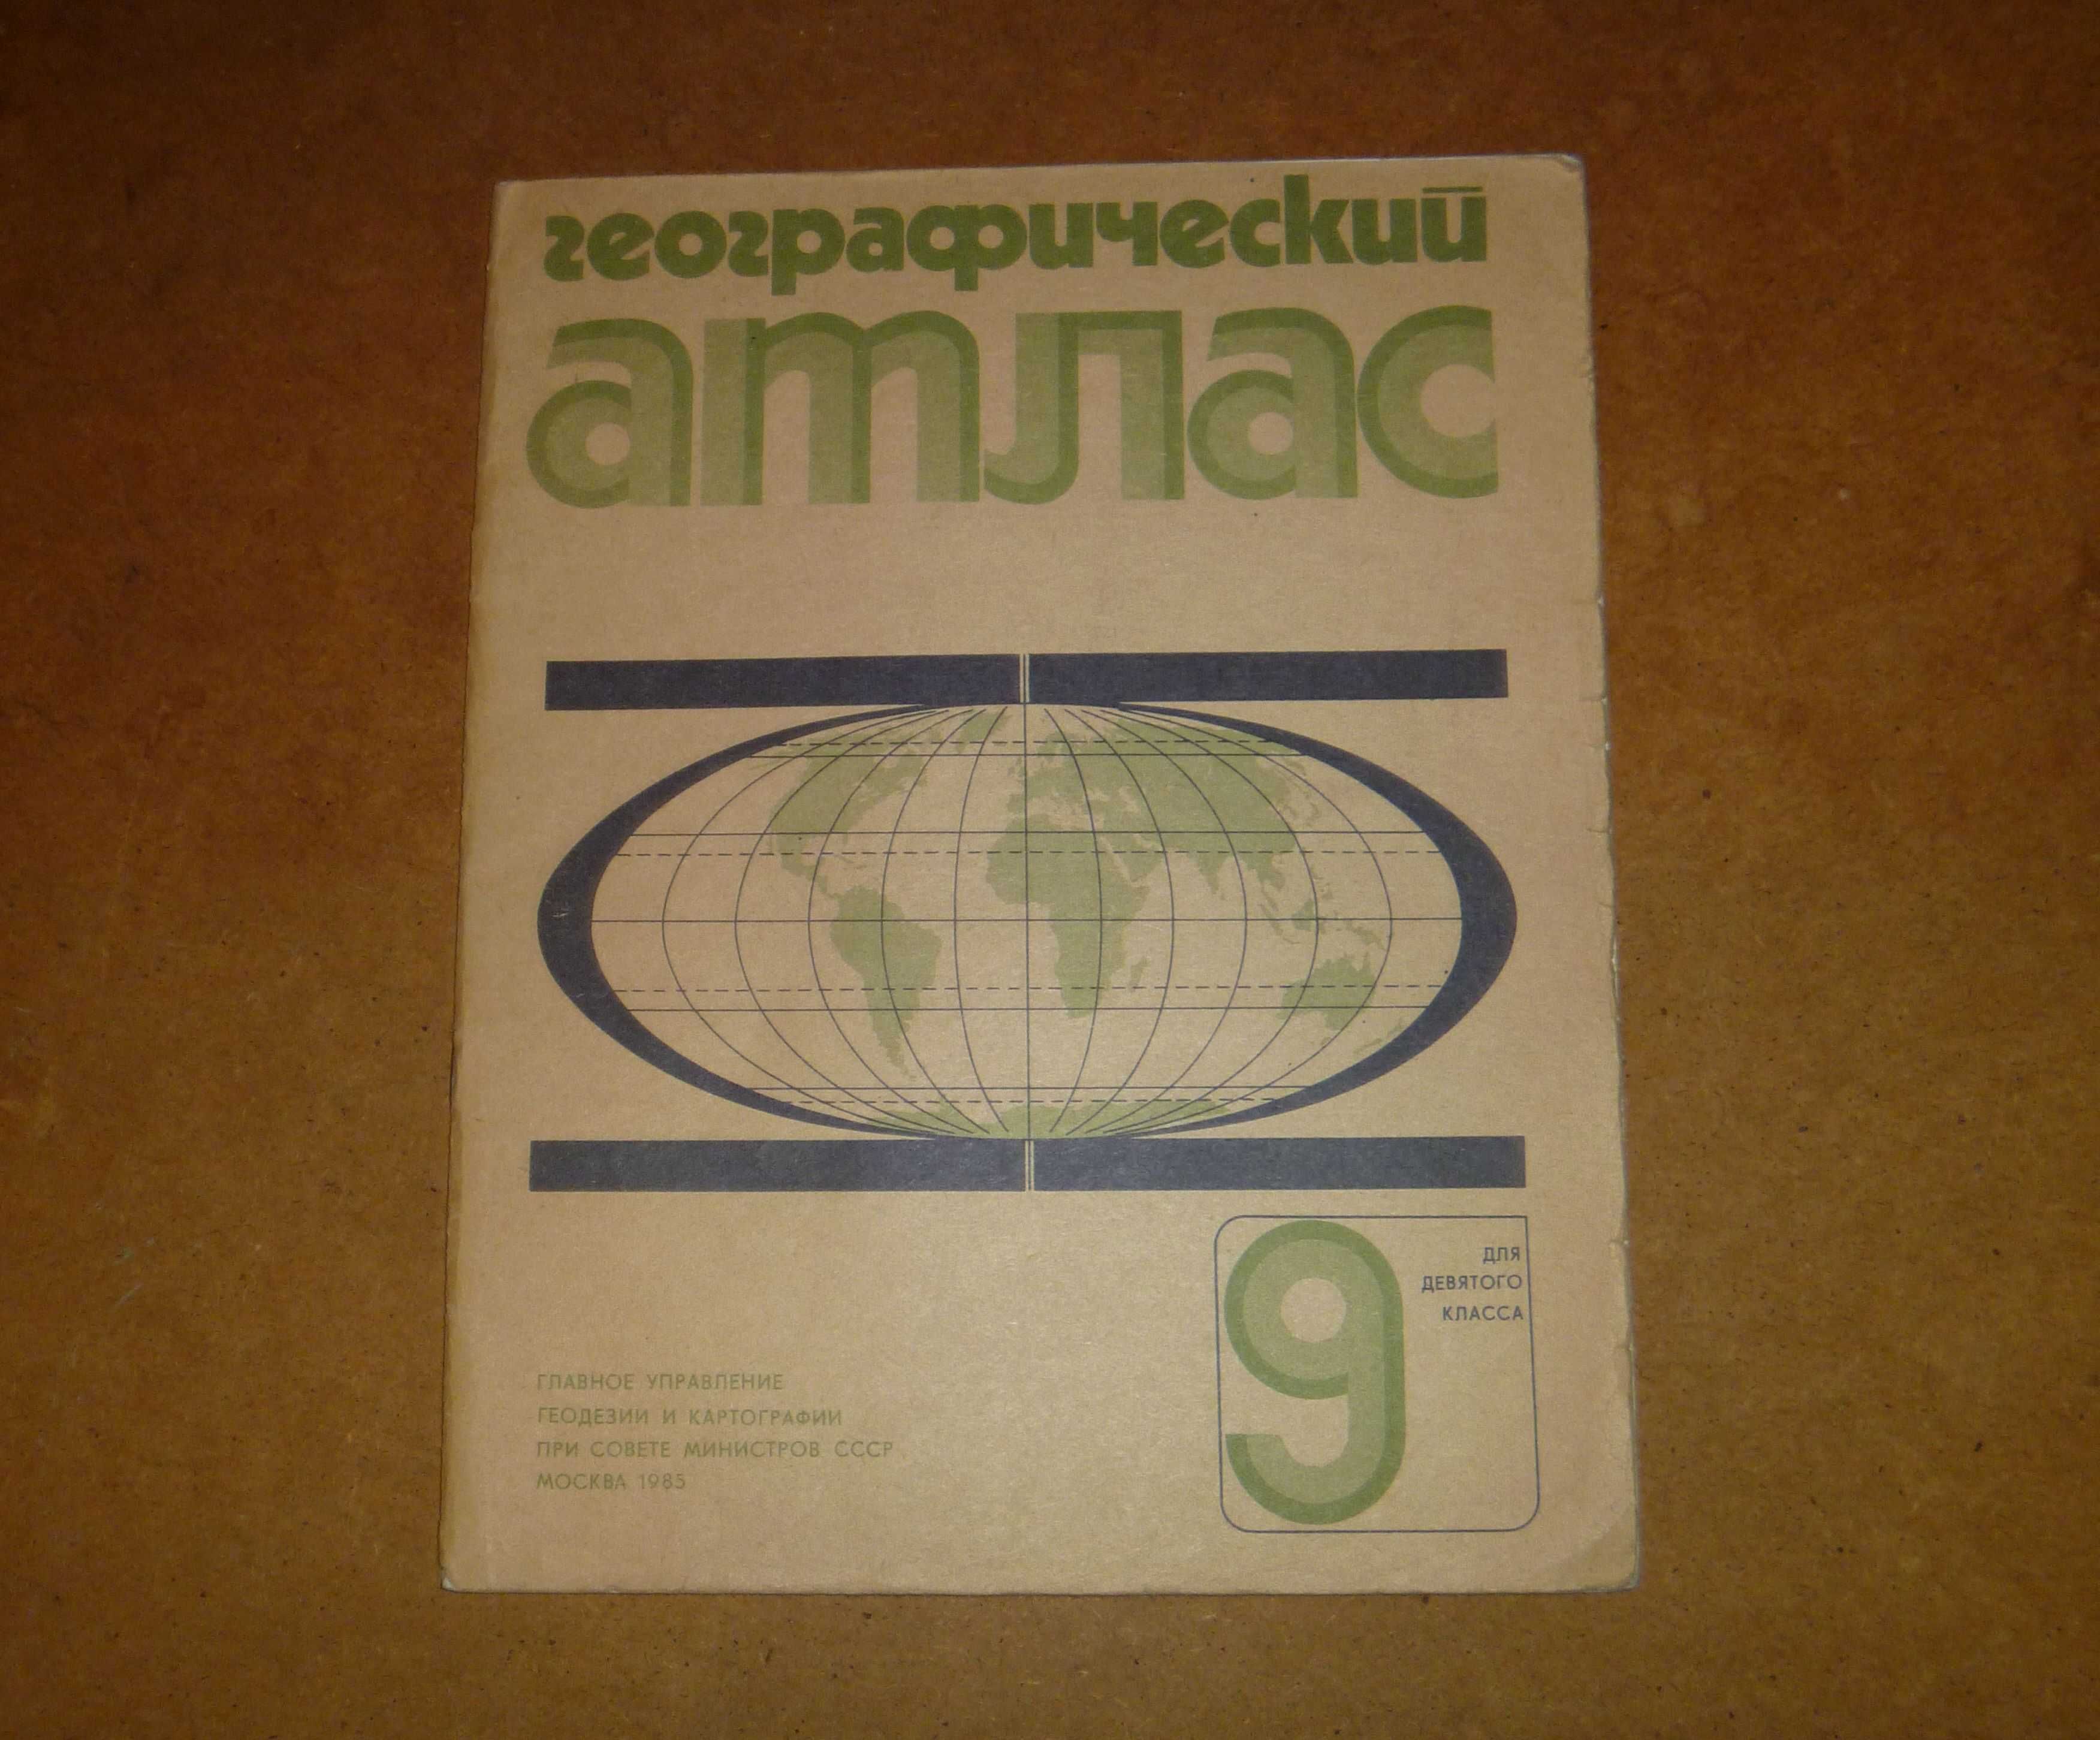 географический
атлас
9
ДЛЯ
ДЕВЯТОГО
КЛАССА
ГЛАВНОЕ УПРАВЛЕНИЕ
ГЕОДЕЗИИ И КАРТОГРАФИИ
ПРИ СОВЕТЕ МИНИСТРОВ СССР
МОСКВА 1985